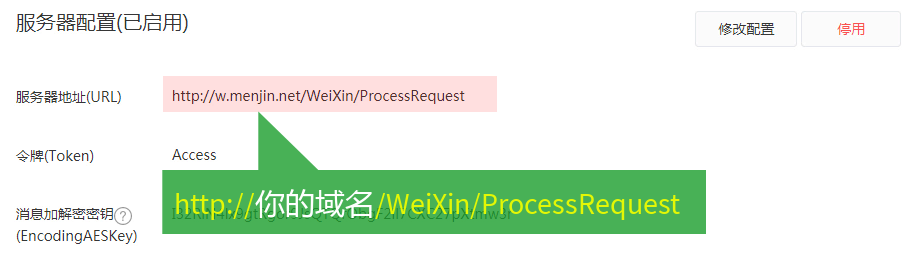 服务器配置(已启用)
修改配置
停用
服务器地址(URL)
http://w.menjin.net/WeiXin/ProcessRequest
令牌(Token)
Access
http://你的域名/WeiXin/ProcessRequest
消息加解密密钥?
(EncodingAESKey)